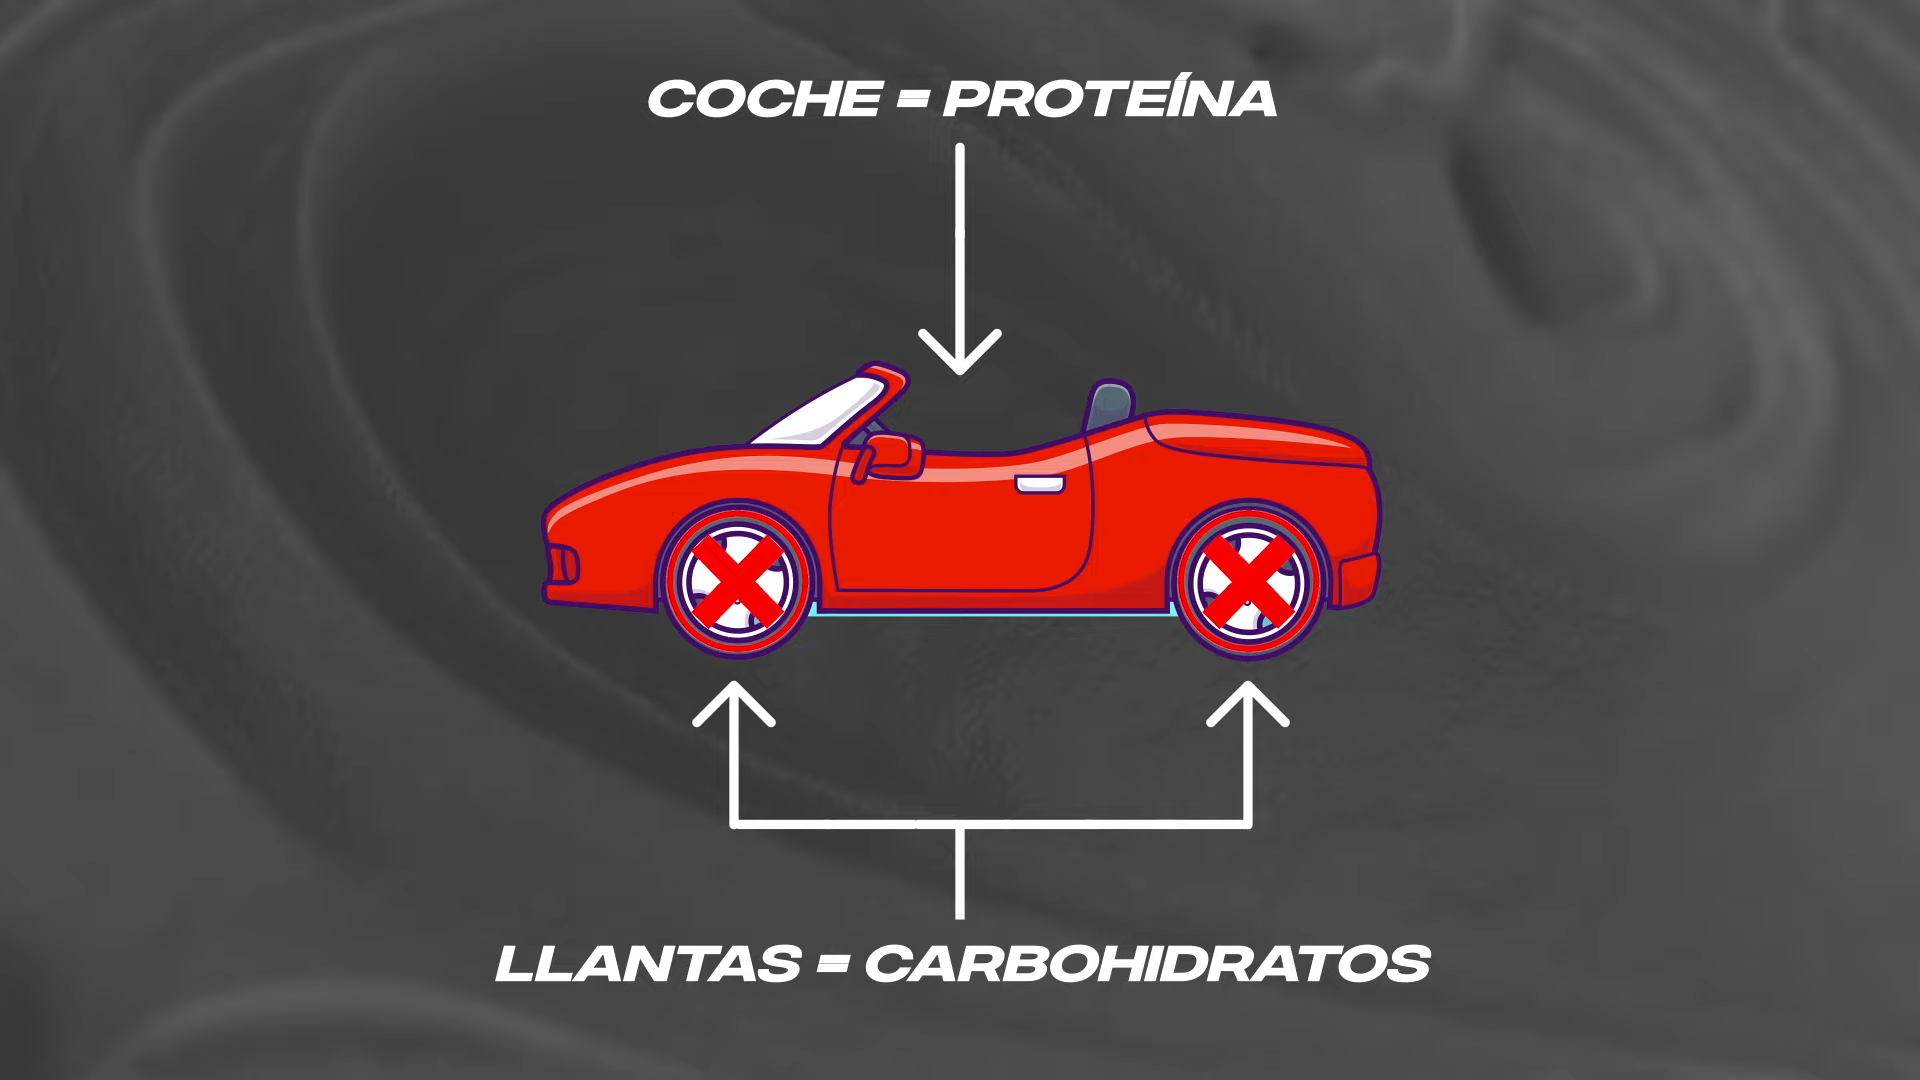 COCHE = PROTEÍNA
LLANTAS = CARBOHIDRATOS